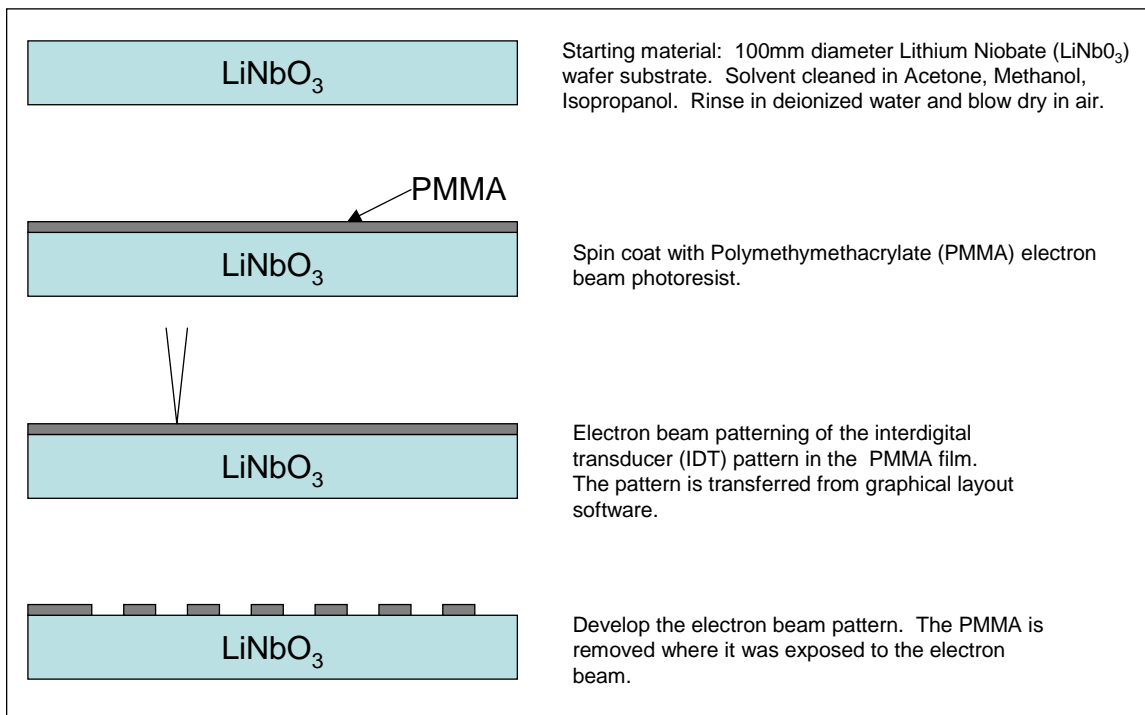 LiNbO₃
Starting material: 100mm diameter Lithium Niobate (LiNb0₃)
wafer substrate. Solvent cleaned in Acetone, Methanol,
Isopropanol. Rinse in deionized water and blow dry in air.
PMMA
LiNbO₃
Spin coat with Polymethymethacrylate (PMMA) electron
beam photoresist.
LiNbO₃
Electron beam patterning of the interdigital
transducer (IDT) pattern in the PMMA film.
The pattern is transferred from graphical layout
software.
LiNbO₃
Develop the electron beam pattern. The PMMA is
removed where it was exposed to the electron
beam.